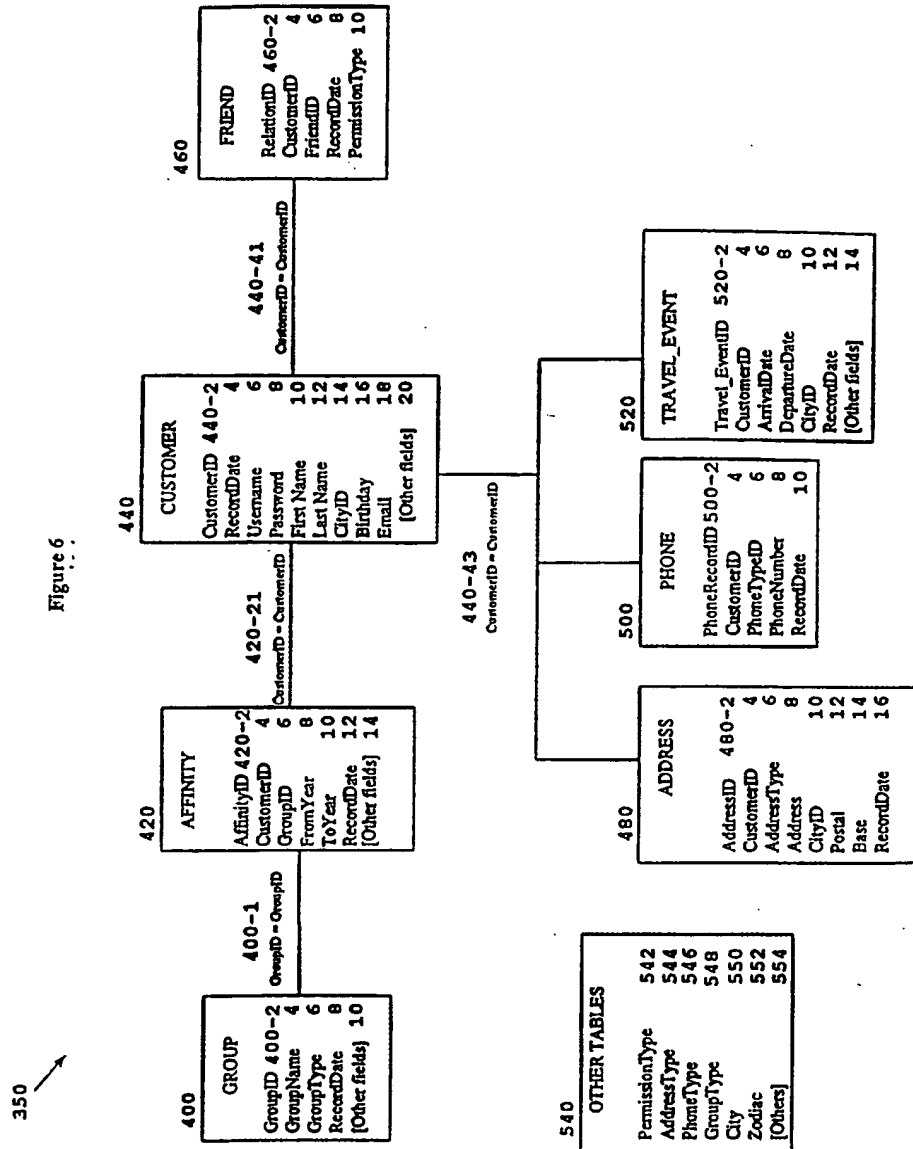 Figure 6
350
400
GROUP
GroupID 400-2
GroupName 4
GroupType 6
RecordDate 8
[Other fields] 10
400-1
GroupID = GroupID
420
AFFINITY
AffinityID 420-2
CustomerID 4
GroupID 6
FromYear 8
ToYear 10
RecordDate 12
[Other fields] 14
420-21
CustomerID = CustomerID
440
CUSTOMER
CustomerID 440-2
RecordDate 4
Username 6
Password 8
First Name 10
Last Name 12
CityID 14
Birthday 16
Email 18
[Other fields] 20
440-41
CustomerID = CustomerID
460
FRIEND
RelationID 460-2
CustomerID 4
FriendID 6
RecordDate 8
PermissionType 10
440-43
CustomerID = CustomerID
540
OTHER TABLES
PermissionType 542
AddressType 544
PhoneType 546
GroupType 548
City 550
Zodiac 552
[Others] 554
480
ADDRESS
AddressID 480-2
CustomerID 4
AddressType 6
Address 8
CityID 10
Postal 12
Base 14
RecordDate 16
500
PHONE
PhoneRecordID 500-2
CustomerID 4
PhoneTypeID 6
PhoneNumber 8
RecordDate 10
520
TRAVEL_EVENT
Travel_EventID 520-2
CustomerID 4
ArrivalDate 6
DepartureDate 8
CityID 10
RecordDate 12
[Other fields] 14